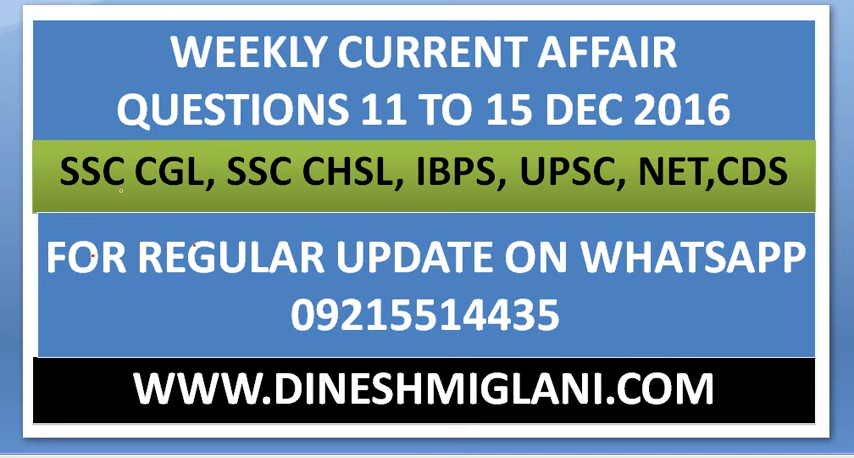 WEEKLY CURRENT AFFAIR
QUESTIONS 11 TO 15 DEC 2016
SSC CGL, SSC CHSL, IBPS, UPSC, NET,CDS
FOR REGULAR UPDATE ON WHATSAPP
09215514435
WWW.DINESHMIGLANI.COM